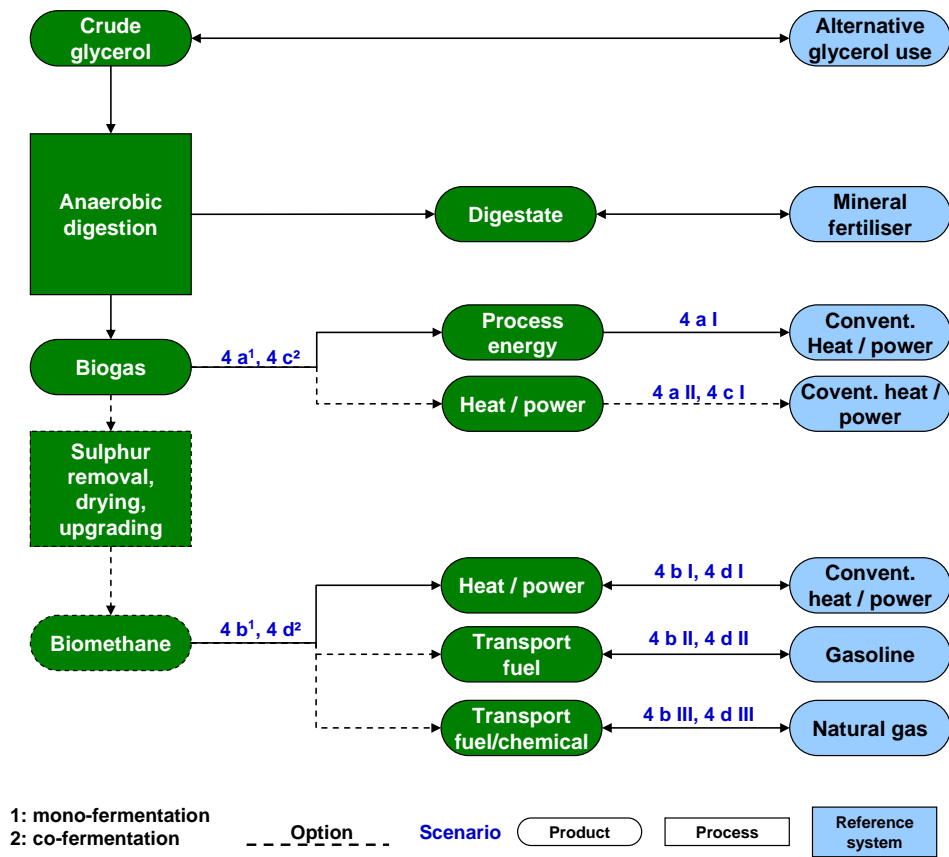 Crude
glycerol
Alternative
glycerol use
Anaerobic
digestion
Digestate
Mineral
fertiliser
Biogas
4 a¹, 4 c²
Process
energy
4 a I
Convent.
Heat / power
Heat / power
4 a II, 4 c I
Covent. heat /
power
Sulphur
removal,
drying,
upgrading
Biomethane
4 b¹, 4 d²
Heat / power
4 b I, 4 d I
Convent.
heat / power
Transport
fuel
4 b II, 4 d II
Gasoline
Transport
fuel/chemical
4 b III, 4 d III
Natural gas
1: mono-fermentation
2: co-fermentation
Option
Scenario
Product
Process
Reference
system